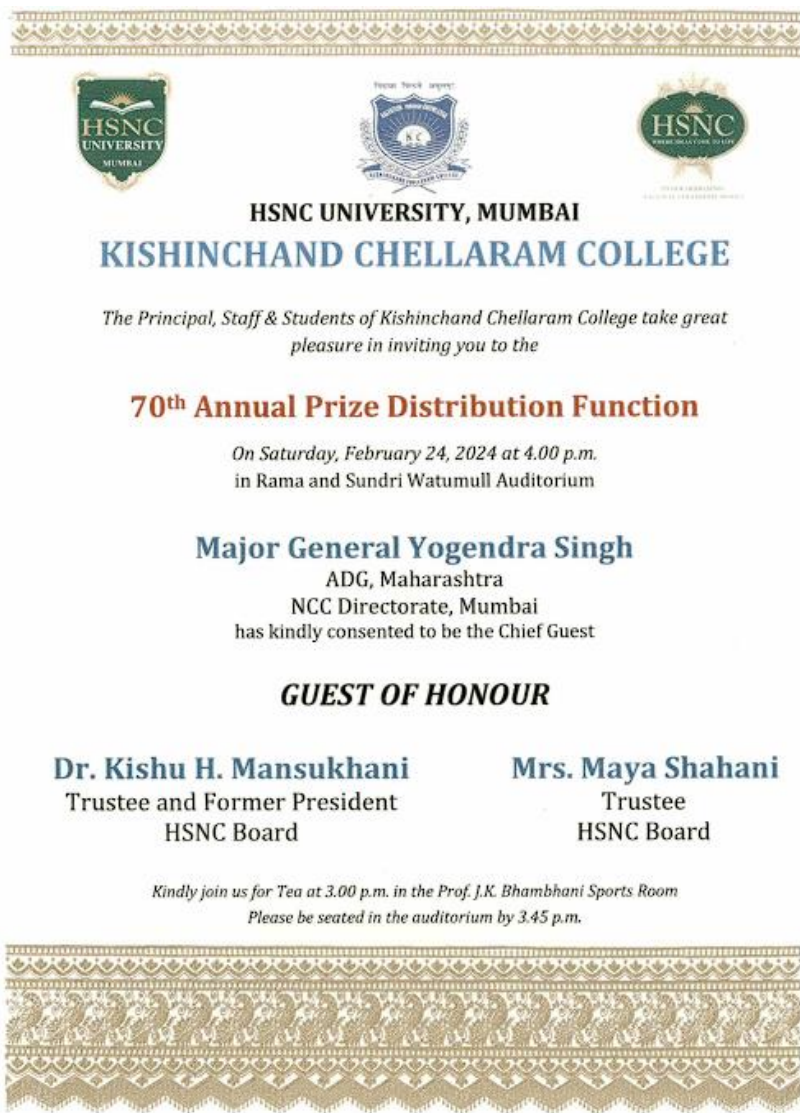 HSNC
UNIVERSITY
MUMBAI
K C
HSNC
WHERE IDEAS COME TO LIFE
HSNC UNIVERSITY, MUMBAI
KISHINCHAND CHELLARAM COLLEGE
The Principal, Staff & Students of Kishinchand Chellaram College take great
pleasure in inviting you to the
70th Annual Prize Distribution Function
On Saturday, February 24, 2024 at 4.00 p.m.
in Rama and Sundri Watumull Auditorium
Major General Yogendra Singh
ADG, Maharashtra
NCC Directorate, Mumbai
has kindly consented to be the Chief Guest
GUEST OF HONOUR
Dr. Kishu H. Mansukhani
Trustee and Former President
HSNC Board
Mrs. Maya Shahani
Trustee
HSNC Board
Kindly join us for Tea at 3.00 p.m. in the Prof. J.K. Bhambhani Sports Room
Please be seated in the auditorium by 3.45 p.m.